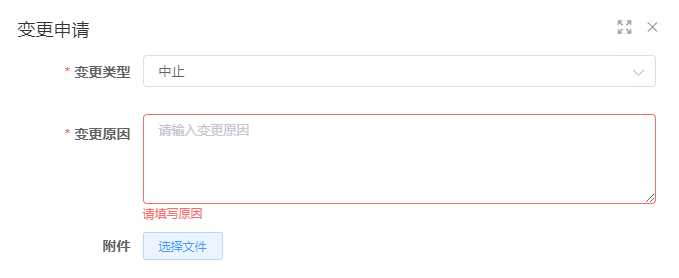 变更申请
* 变更类型
中止
* 变更原因
请输入变更原因
请填写原因
附件
选择文件